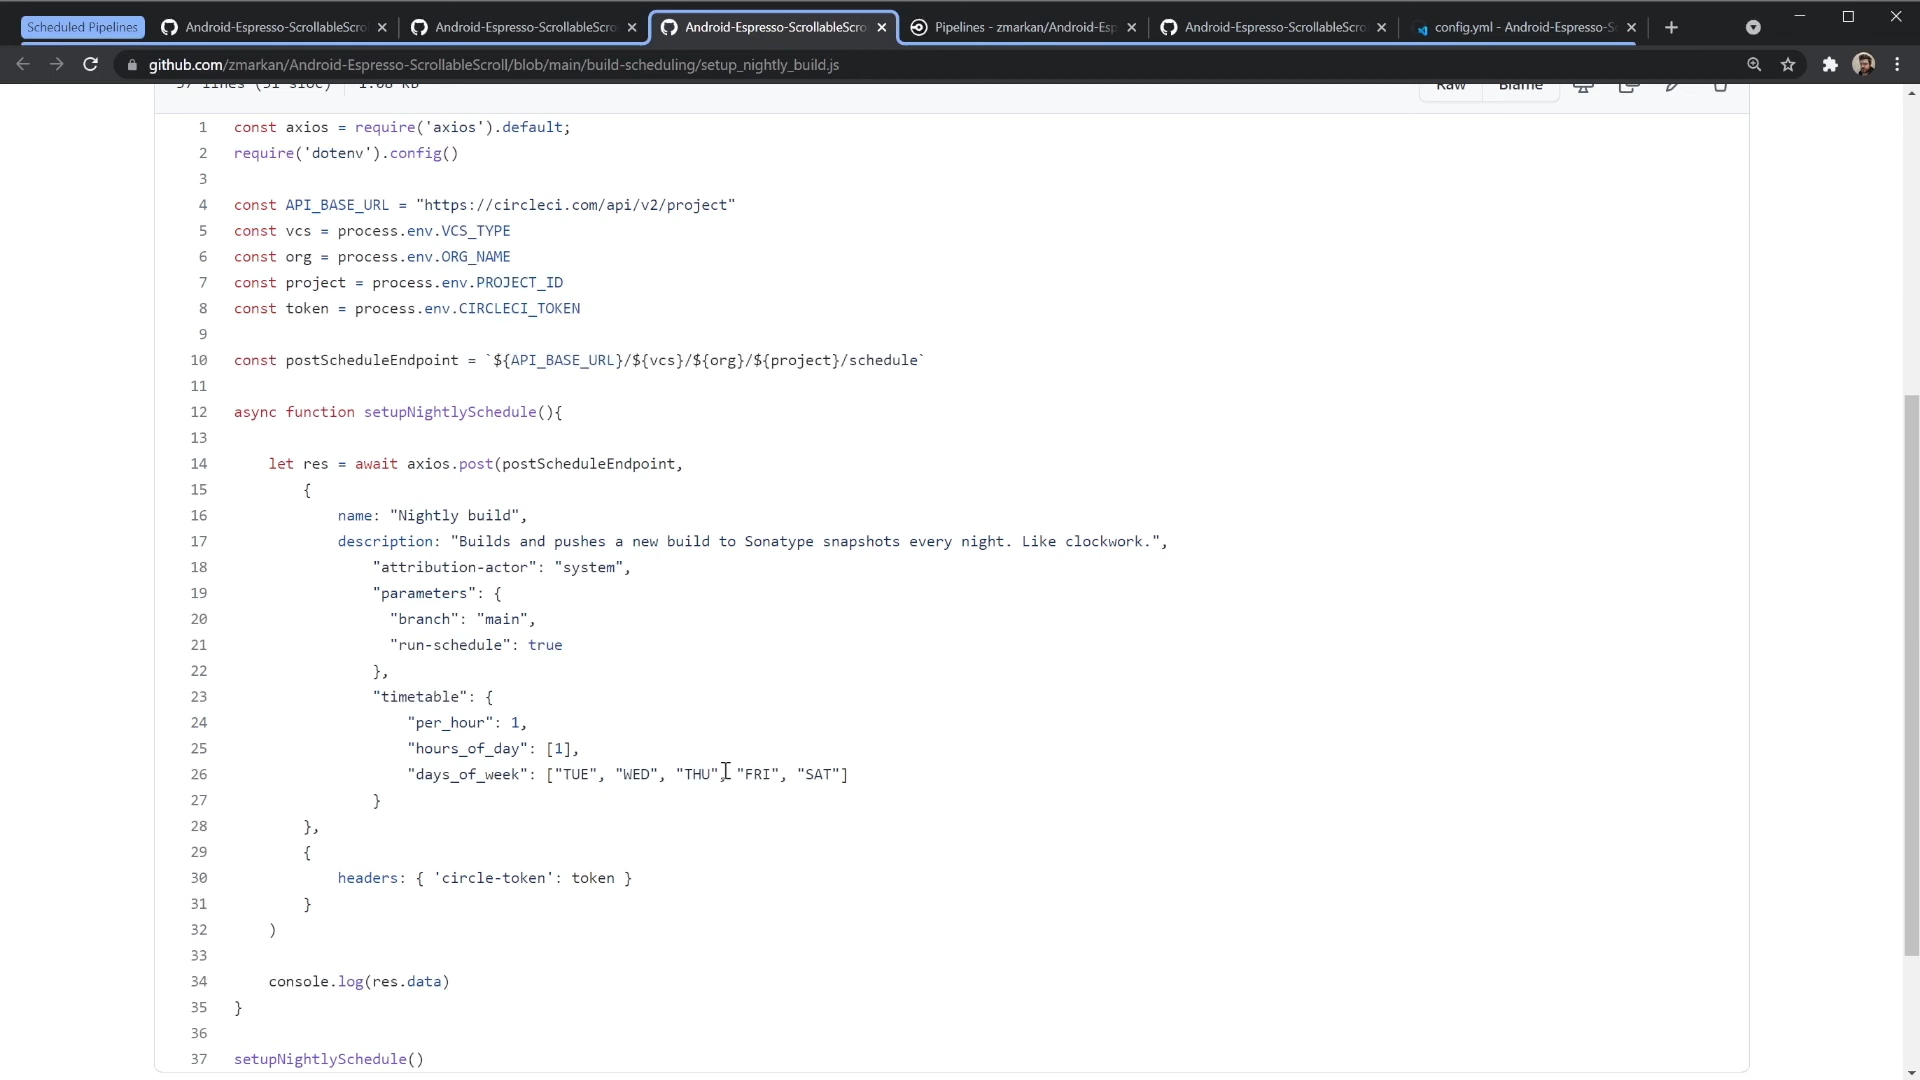 Scheduled Pipelines
Android-Espresso-ScrollableScro
Android-Espresso-ScrollableScro
Android-Espresso-ScrollableScro
Pipelines - zmarkan/Android-Esp
Android-Espresso-ScrollableScro
config.yml - Android-Espresso-S
github.com/zmarkan/Android-Espresso-ScrollableScroll/blob/main/build-scheduling/setup_nightly_build.js
37 lines (31 sloc) 1.08 KB
Raw
Blame
1 const axios = require('axios').default;
2 require('dotenv').config()
3
4 const API_BASE_URL = "https://circleci.com/api/v2/project"
5 const vcs = process.env.VCS_TYPE
6 const org = process.env.ORG_NAME
7 const project = process.env.PROJECT_ID
8 const token = process.env.CIRCLECI_TOKEN
9
10 const postScheduleEndpoint = `${API_BASE_URL}/${vcs}/${org}/${project}/schedule`
11
12 async function setupNightlySchedule(){
13
14 let res = await axios.post(postScheduleEndpoint,
15 {
16 name: "Nightly build",
17 description: "Builds and pushes a new build to Sonatype snapshots every night. Like clockwork.",
18 "attribution-actor": "system",
19 "parameters": {
20 "branch": "main",
21 "run-schedule": true
22 },
23 "timetable": {
24 "per_hour": 1,
25 "hours_of_day": [1],
26 "days_of_week": ["TUE", "WED", "THU", "FRI", "SAT"]
27 }
28 },
29 {
30 headers: { 'circle-token': token }
31 }
32 )
33
34 console.log(res.data)
35 }
36
37 setupNightlySchedule()